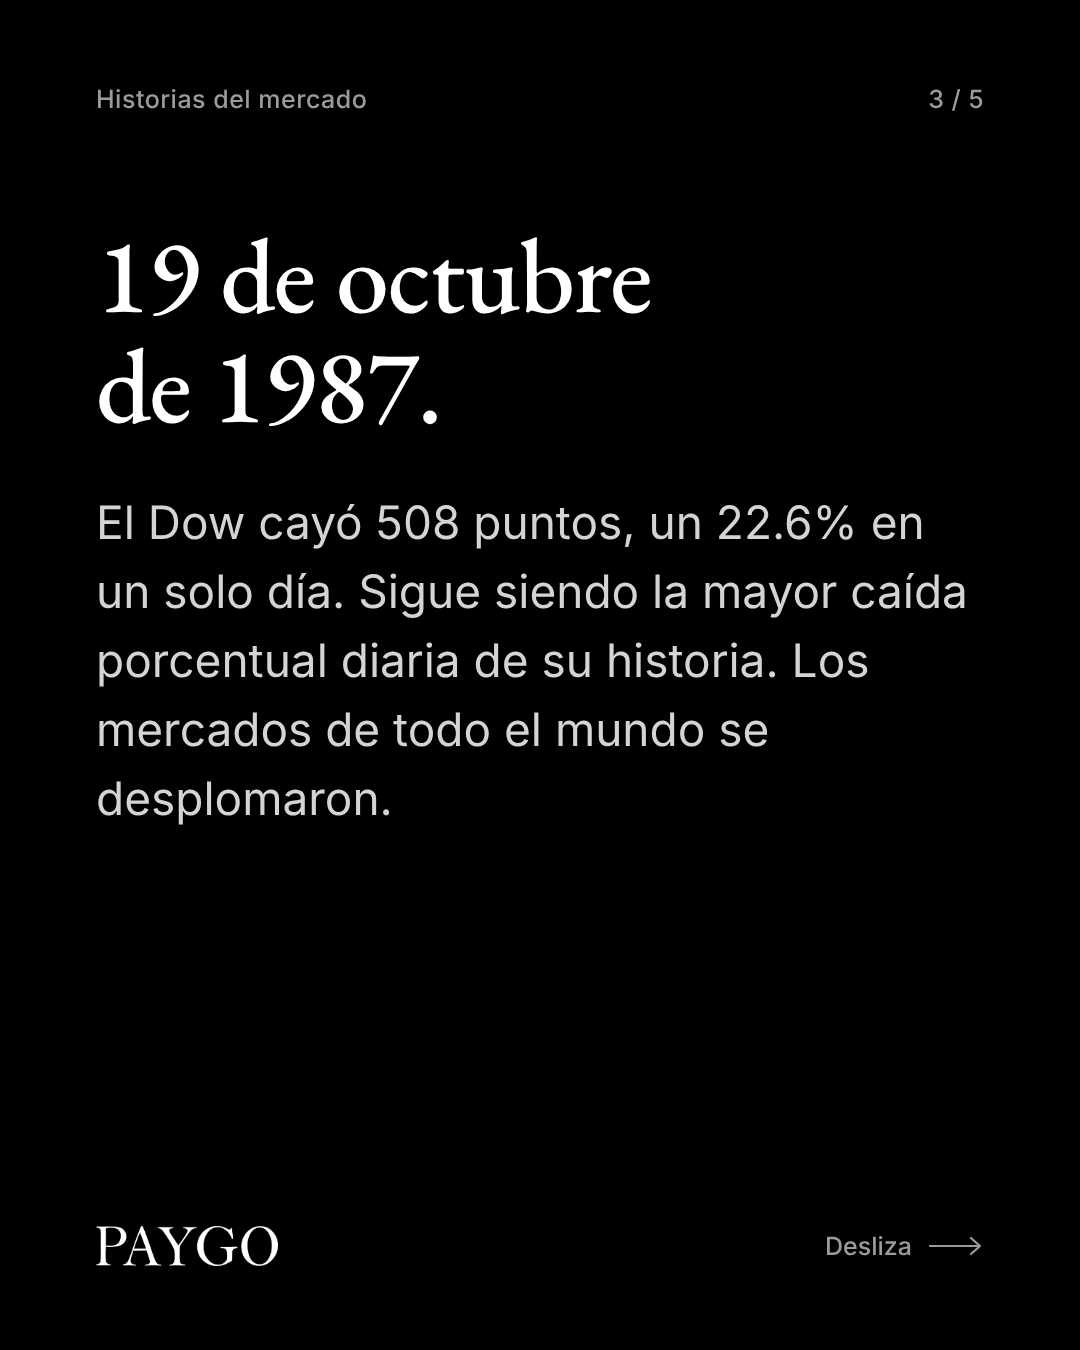 Historias del mercado
3 / 5
19 de octubre
de 1987.
El Dow cayó 508 puntos, un 22.6% en
un solo día. Sigue siendo la mayor caída
porcentual diaria de su historia. Los
mercados de todo el mundo se
desplomaron.
PAYGO
Desliza